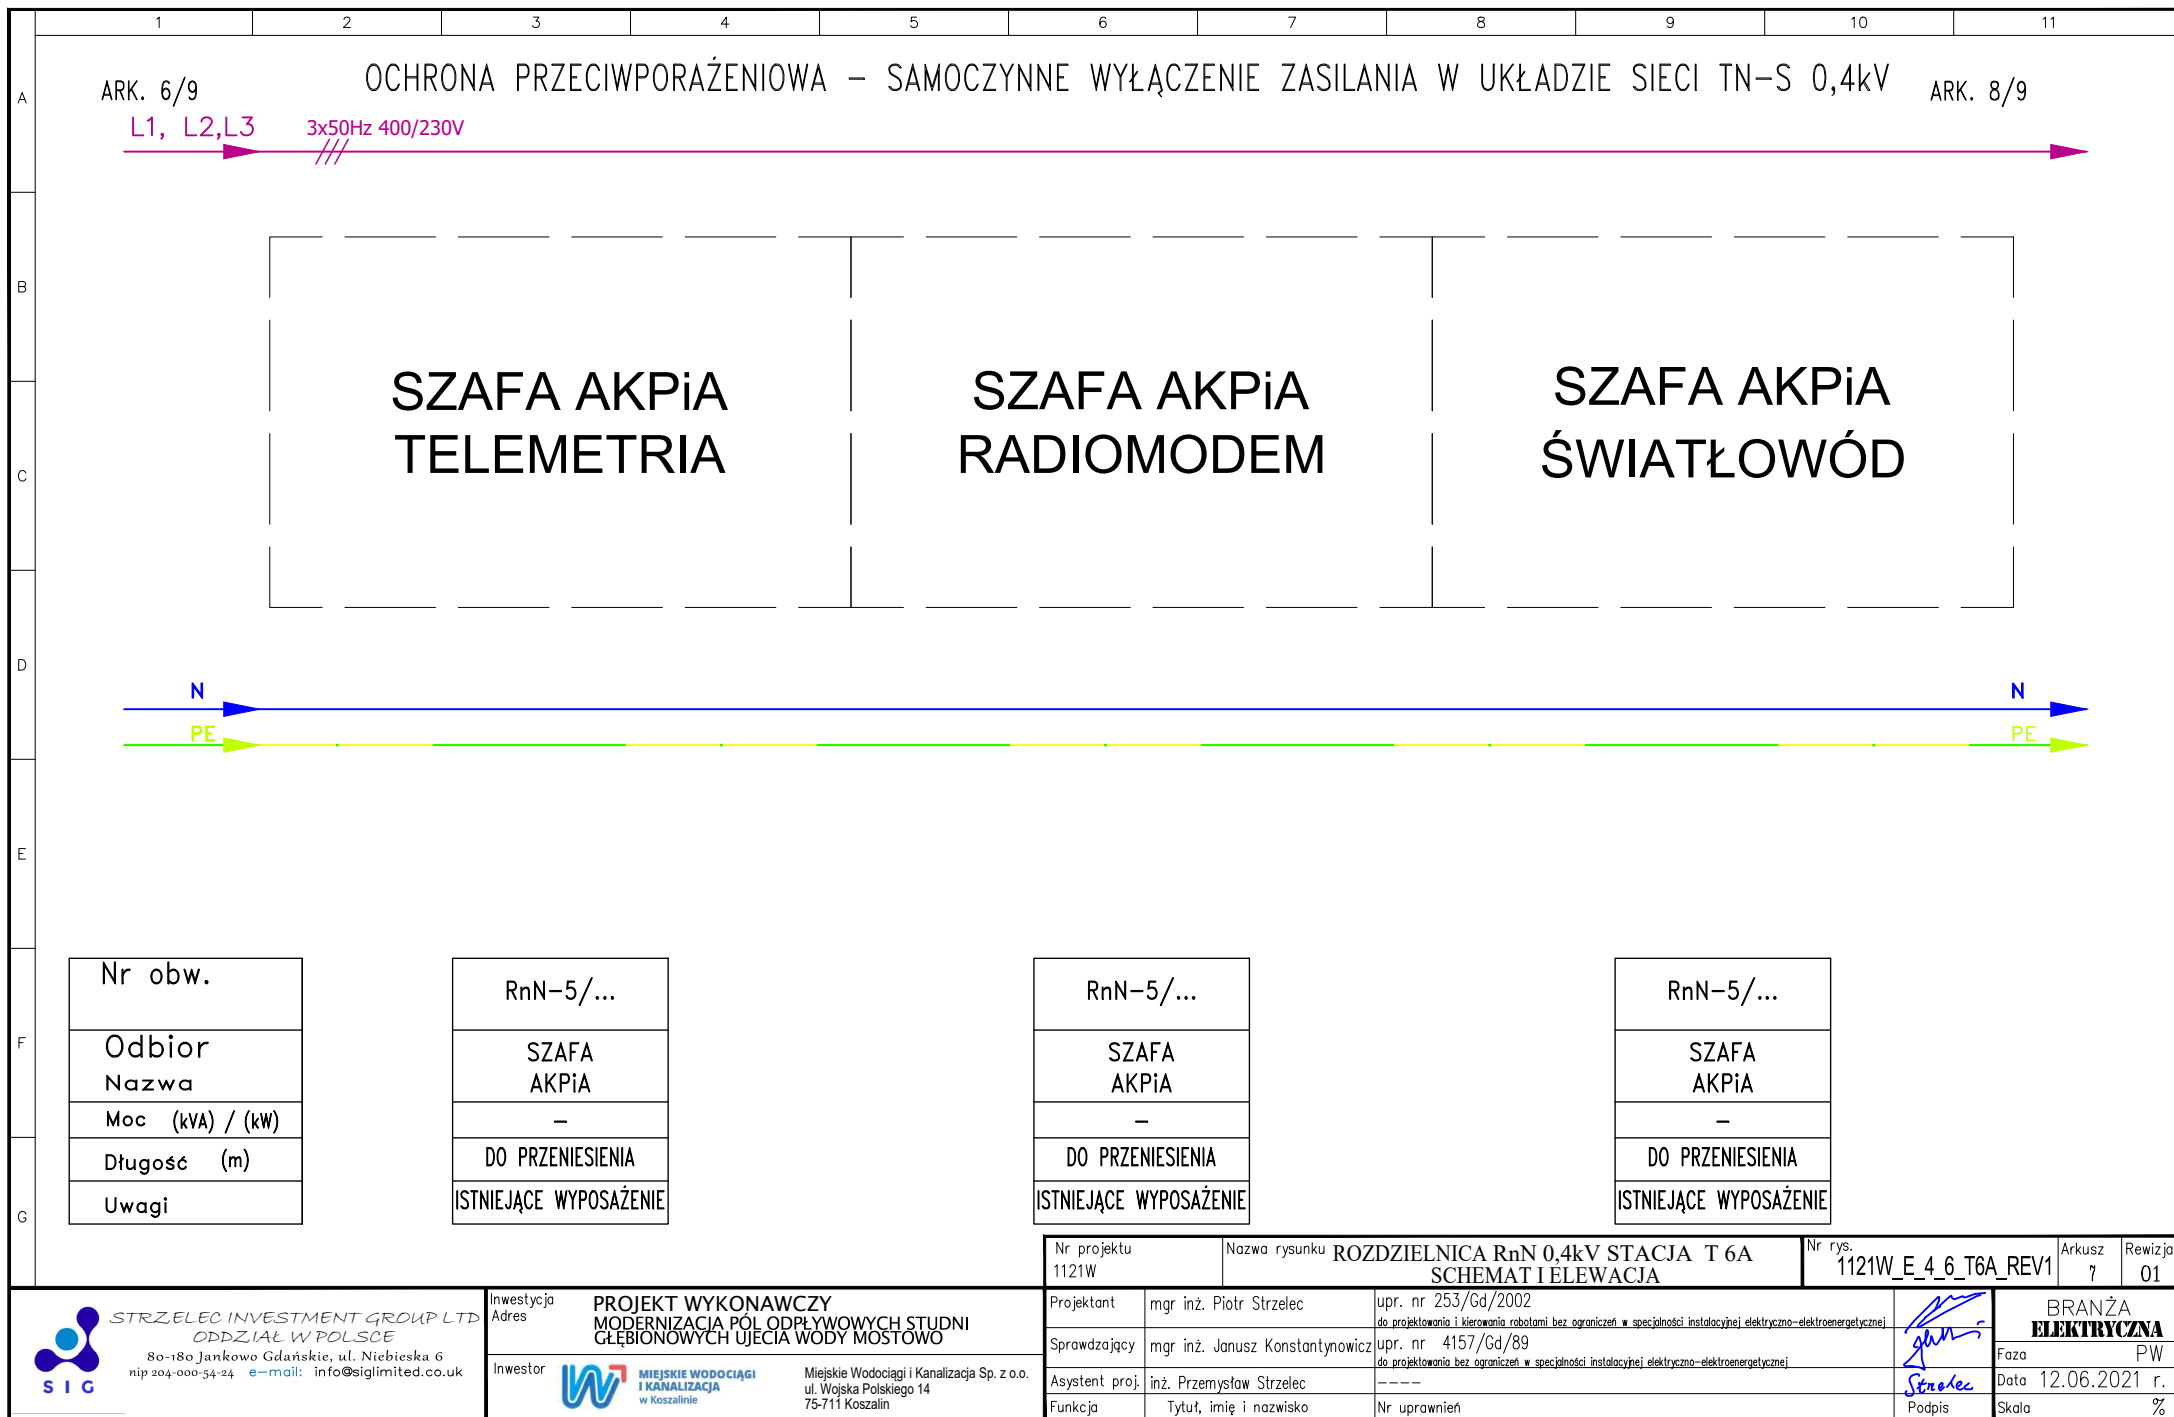 1 2 3 4 5 6 7 8 9 10 11
A
B
C
D
E
F
G
ARK. 6/9
OCHRONA PRZECIWPORAŻENIOWA – SAMOCZYNNE WYŁĄCZENIE ZASILANIA W UKŁADZIE SIECI TN-S 0,4kV
ARK. 8/9
L1, L2,L3
3x50Hz 400/230V
SZAFA AKPiA
TELEMETRIA
SZAFA AKPiA
RADIOMODEM
SZAFA AKPiA
ŚWIATŁOWÓD
N
N
PE
PE
Nr obw.
Odbior
Nazwa
Moc (kVA) / (kW)
Długość (m)
Uwagi
RnN-5/...
SZAFA
AKPiA
–
DO PRZENIESIENIA
ISTNIEJĄCE WYPOSAŻENIE
RnN-5/...
SZAFA
AKPiA
–
DO PRZENIESIENIA
ISTNIEJĄCE WYPOSAŻENIE
RnN-5/...
SZAFA
AKPiA
–
DO PRZENIESIENIA
ISTNIEJĄCE WYPOSAŻENIE
Nr projektu
1121W
Nazwa rysunku
ROZDZIELNICA RnN 0,4kV STACJA T 6A
SCHEMAT I ELEWACJA
Nr rys.
1121W_E_4_6_T6A_REV1
Arkusz
7
Rewizja
01
SIG
STRZELEC INVESTMENT GROUP LTD
ODDZIAŁ W POLSCE
80-180 Jankowo Gdańskie, ul. Niebieska 6
nip 204-000-54-24 e-mail: info@siglimited.co.uk
Inwestycja
Adres
PROJEKT WYKONAWCZY
MODERNIZACJA PÓL ODPŁYWOWYCH STUDNI
GŁĘBIONOWYCH UJECIA WODY MOSTOWO
Inwestor
MIEJSKIE WODOCIĄGI
I KANALIZACJA
w Koszalinie
Miejskie Wodociągi i Kanalizacja Sp. z o.o.
ul. Wojska Polskiego 14
75-711 Koszalin
Projektant
mgr inż. Piotr Strzelec
upr. nr 253/Gd/2002
do projektowania i kierowania robotami bez ograniczeń w specjalności instalacyjnej elektryczno-elektroenergetycznej
Sprawdzający
mgr inż. Janusz Konstantynowicz
upr. nr 4157/Gd/89
do projektowania bez ograniczeń w specjalności instalacyjnej elektryczno-elektroenergetycznej
Asystent proj.
inż. Przemysław Strzelec
----
Funkcja
Tytuł, imię i nazwisko
Nr uprawnień
Podpis
BRANŻA
ELEKTRYCZNA
Faza PW
Data 12.06.2021 r.
Skala %